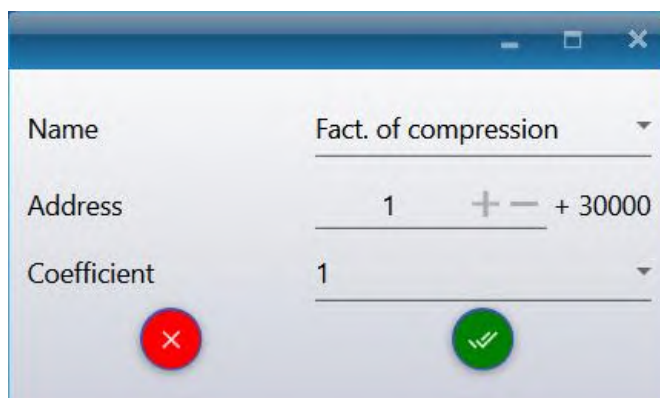 Name Fact. of compression
Address 1 + 30000
Coefficient 1